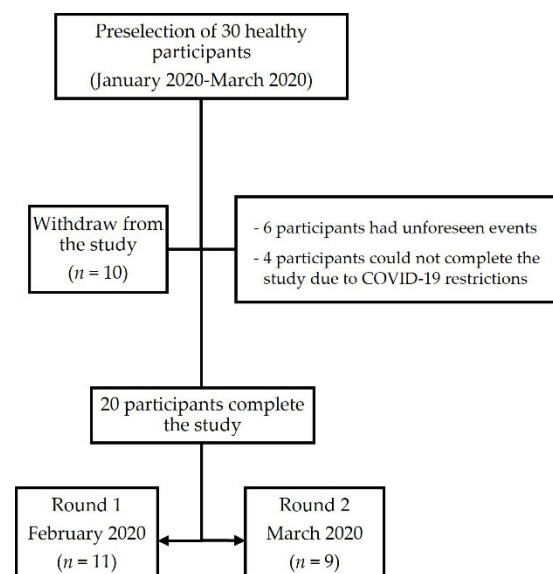 Preselection of 30 healthy
participants
(January 2020-March 2020)
Withdraw from
the study
(n = 10)
- 6 participants had unforeseen events
- 4 participants could not complete the
study due to COVID-19 restrictions
20 participants complete
the study
Round 1
February 2020
(n = 11)
Round 2
March 2020
(n = 9)